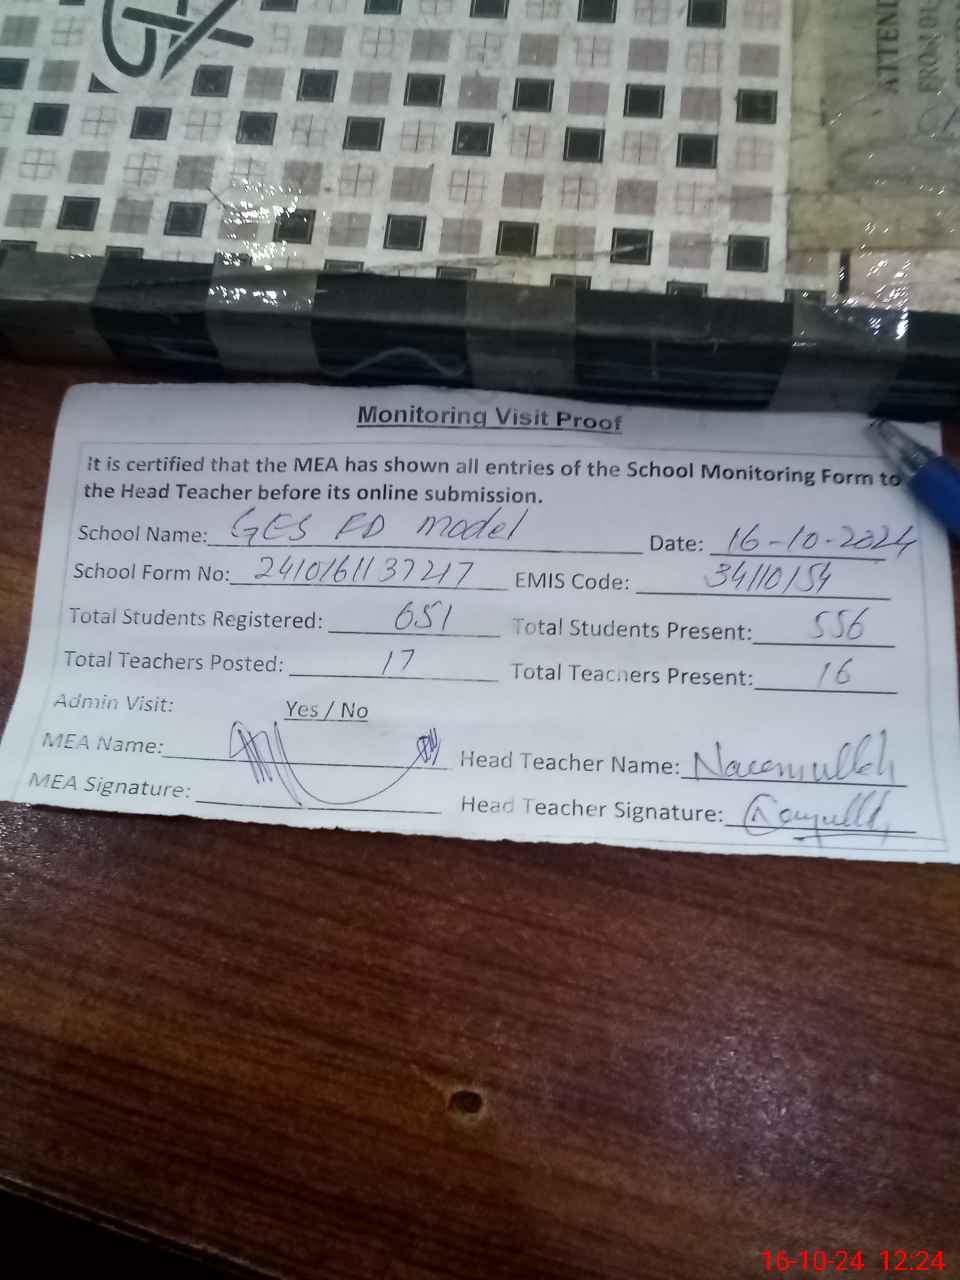 ATTEND
Monitoring Visit Proof
it is certified that the MEA has shown all entries of the School Monitoring Form to
the Head Teacher before its online submission.
School Name: GES FD model Date: 16-10-2024
School Form No: 2410161137217 EMIS Code: 34110154
Total Students Registered: 651 Total Students Present: 556
Total Teachers Posted: 17 Total Teachers Present: 16
Admin Visit: Yes / No
MEA Name: Head Teacher Name: Naeemullah
MEA Signature: Head Teacher Signature:
16-10-24 12:24